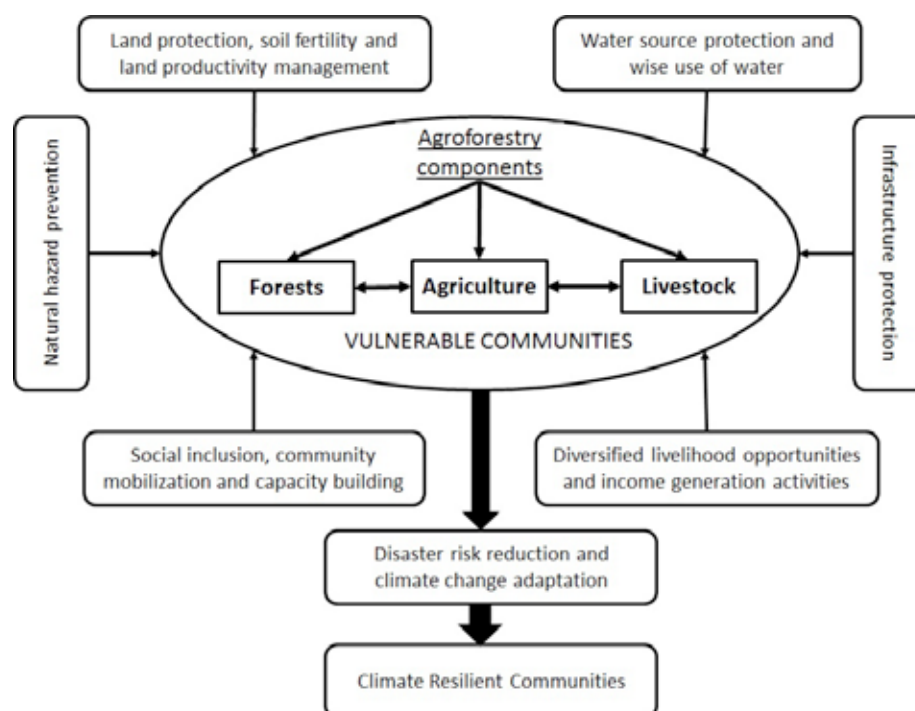 Land protection, soil fertility and
land productivity management
Water source protection and
wise use of water
Natural hazard prevention
Agroforestry
components
Infrastructure
protection
Forests
Agriculture
Livestock
VULNERABLE COMMUNITIES
Social inclusion, community
mobilization and capacity building
Diversified livelihood opportunities
and income generation activities
Disaster risk reduction and
climate change adaptation
Climate Resilient Communities